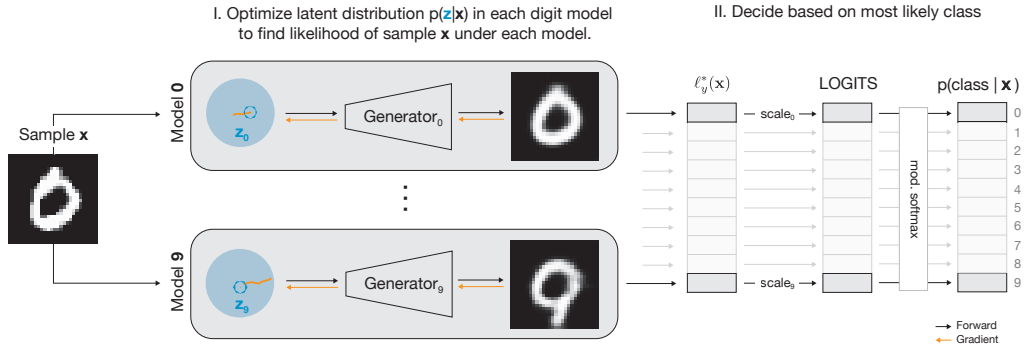 I. Optimize latent distribution p(z|x) in each digit model
to find likelihood of sample x under each model.
II. Decide based on most likely class
Sample x
Model 0
z₀
Generator₀
Model 9
z₉
Generator₉
ℓ*ᵧ(x)
LOGITS
p(class | x)
scale₀
scale₉
mod. softmax
0
1
2
3
4
5
6
7
8
9
Forward
Gradient